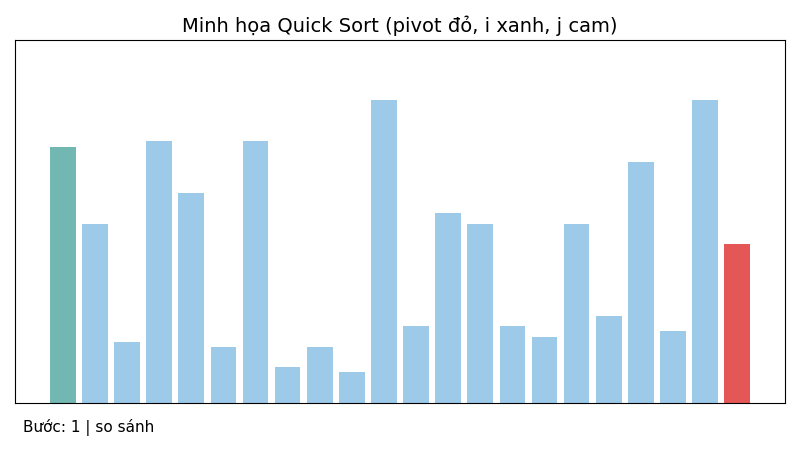 Minh họa Quick Sort (pivot đỏ, i xanh, j cam)
Bước: 1 | so sánh